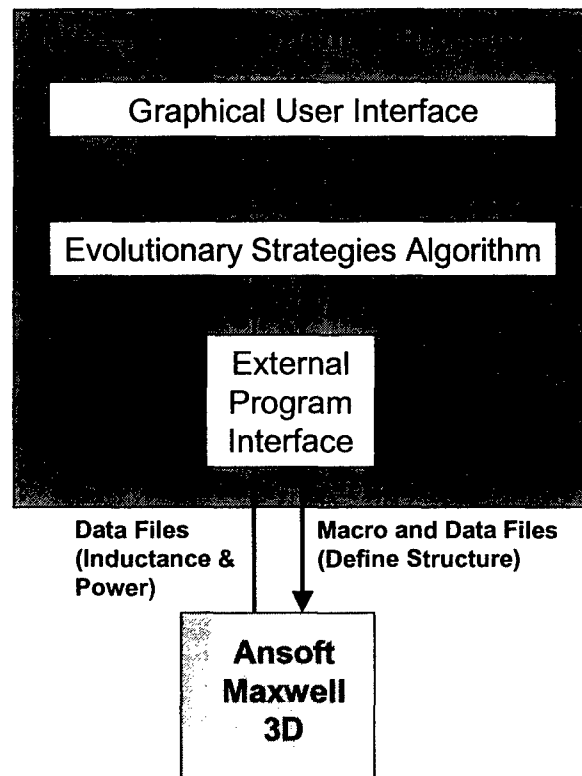 Graphical User Interface
Evolutionary Strategies Algorithm
External
Program
Interface
Data Files
(Inductance &
Power)
Macro and Data Files
(Define Structure)
Ansoft
Maxwell
3D